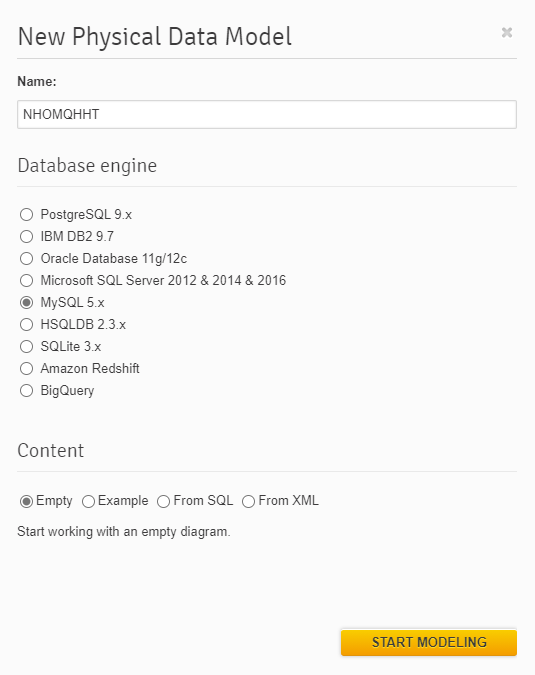 New Physical Data Model
Name:
NHOMQHHT
Database engine
PostgreSQL 9.x
IBM DB2 9.7
Oracle Database 11g/12c
Microsoft SQL Server 2012 & 2014 & 2016
MySQL 5.x
HSQLDB 2.3.x
SQLite 3.x
Amazon Redshift
BigQuery
Content
Empty Example From SQL From XML
Start working with an empty diagram.
START MODELING